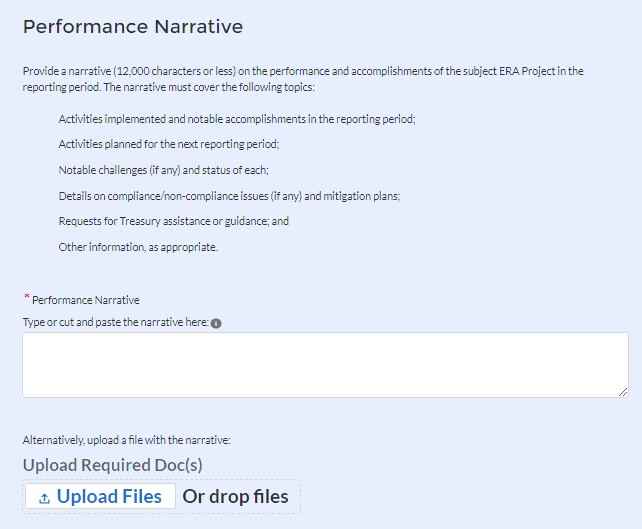 Performance Narrative
Provide a narrative (12,000 characters or less) on the performance and accomplishments of the subject ERA Project in the
reporting period. The narrative must cover the following topics:
Activities implemented and notable accomplishments in the reporting period;
Activities planned for the next reporting period;
Notable challenges (if any) and status of each;
Details on compliance/non-compliance issues (if any) and mitigation plans;
Requests for Treasury assistance or guidance; and
Other information, as appropriate.
* Performance Narrative
Type or cut and paste the narrative here:
Alternatively, upload a file with the narrative:
Upload Required Doc(s)
Upload Files Or drop files